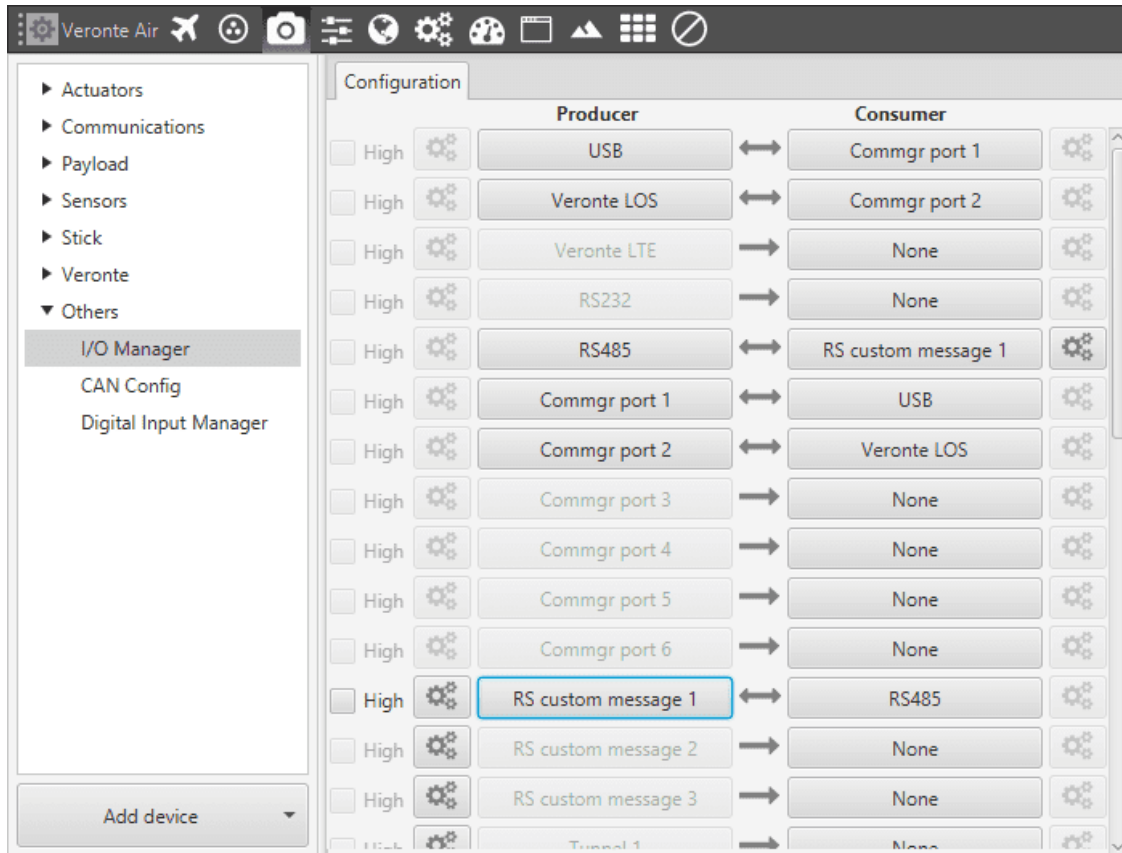 Veronte Air
Actuators
Communications
Payload
Sensors
Stick
Veronte
Others
I/O Manager
CAN Config
Digital Input Manager
Add device
Configuration
Producer Consumer
High USB Commgr port 1
High Veronte LOS Commgr port 2
High Veronte LTE None
High RS232 None
High RS485 RS custom message 1
High Commgr port 1 USB
High Commgr port 2 Veronte LOS
High Commgr port 3 None
High Commgr port 4 None
High Commgr port 5 None
High Commgr port 6 None
High RS custom message 1 RS485
High RS custom message 2 None
High RS custom message 3 None
High Tunnel 1 None